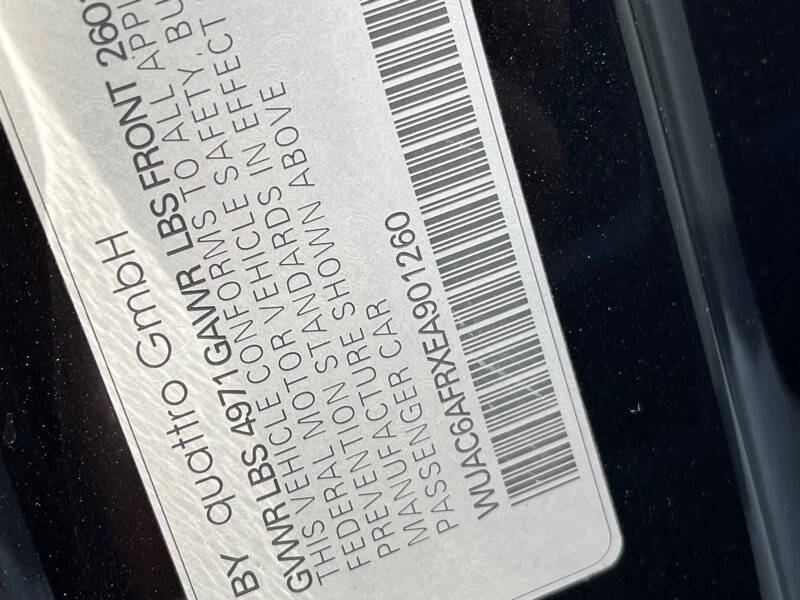 BY quattro GmbH
GVWR LBS 4971 GAWR LBS FRONT 260
THIS VEHICLE CONFORMS TO ALL APPL
FEDERAL MOTOR VEHICLE SAFETY, BU
PREVENTION STANDARDS IN EFFECT
MANUFACTURE SHOWN ABOVE
PASSENGER CAR
WUAC6AFRXEA901260